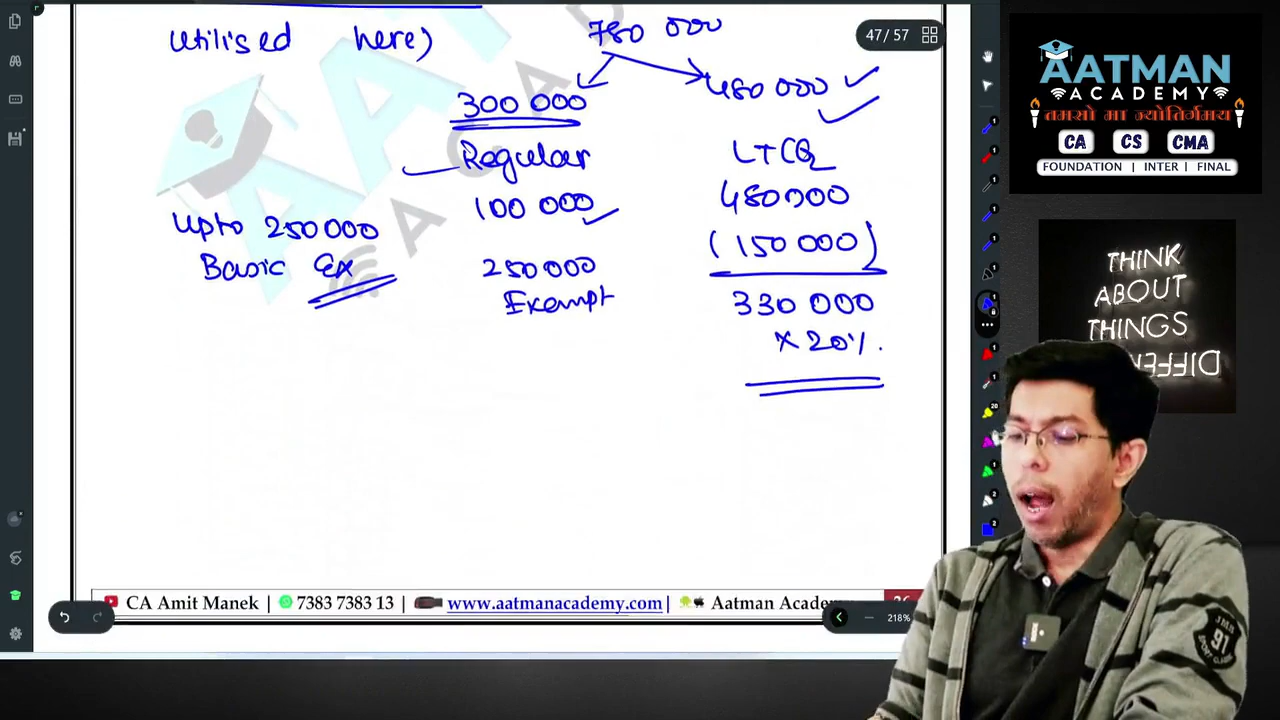 utilised here)
780 000
300 000
480 000
Regular
LTCG
100 000
480000
(150 000)
Upto 250000
Basic Ex
250000
Exempt
330 000
x 20%.
47/57
AATMAN
ACADEMY
तमसो मा ज्योतिर्गमय
CA CS CMA
FOUNDATION | INTER | FINAL
THINK
ABOUT
THINGS
CA Amit Manek | 7383 7383 13 | www.aatmanacademy.com | Aatman Acade
218%
J.M.B
91